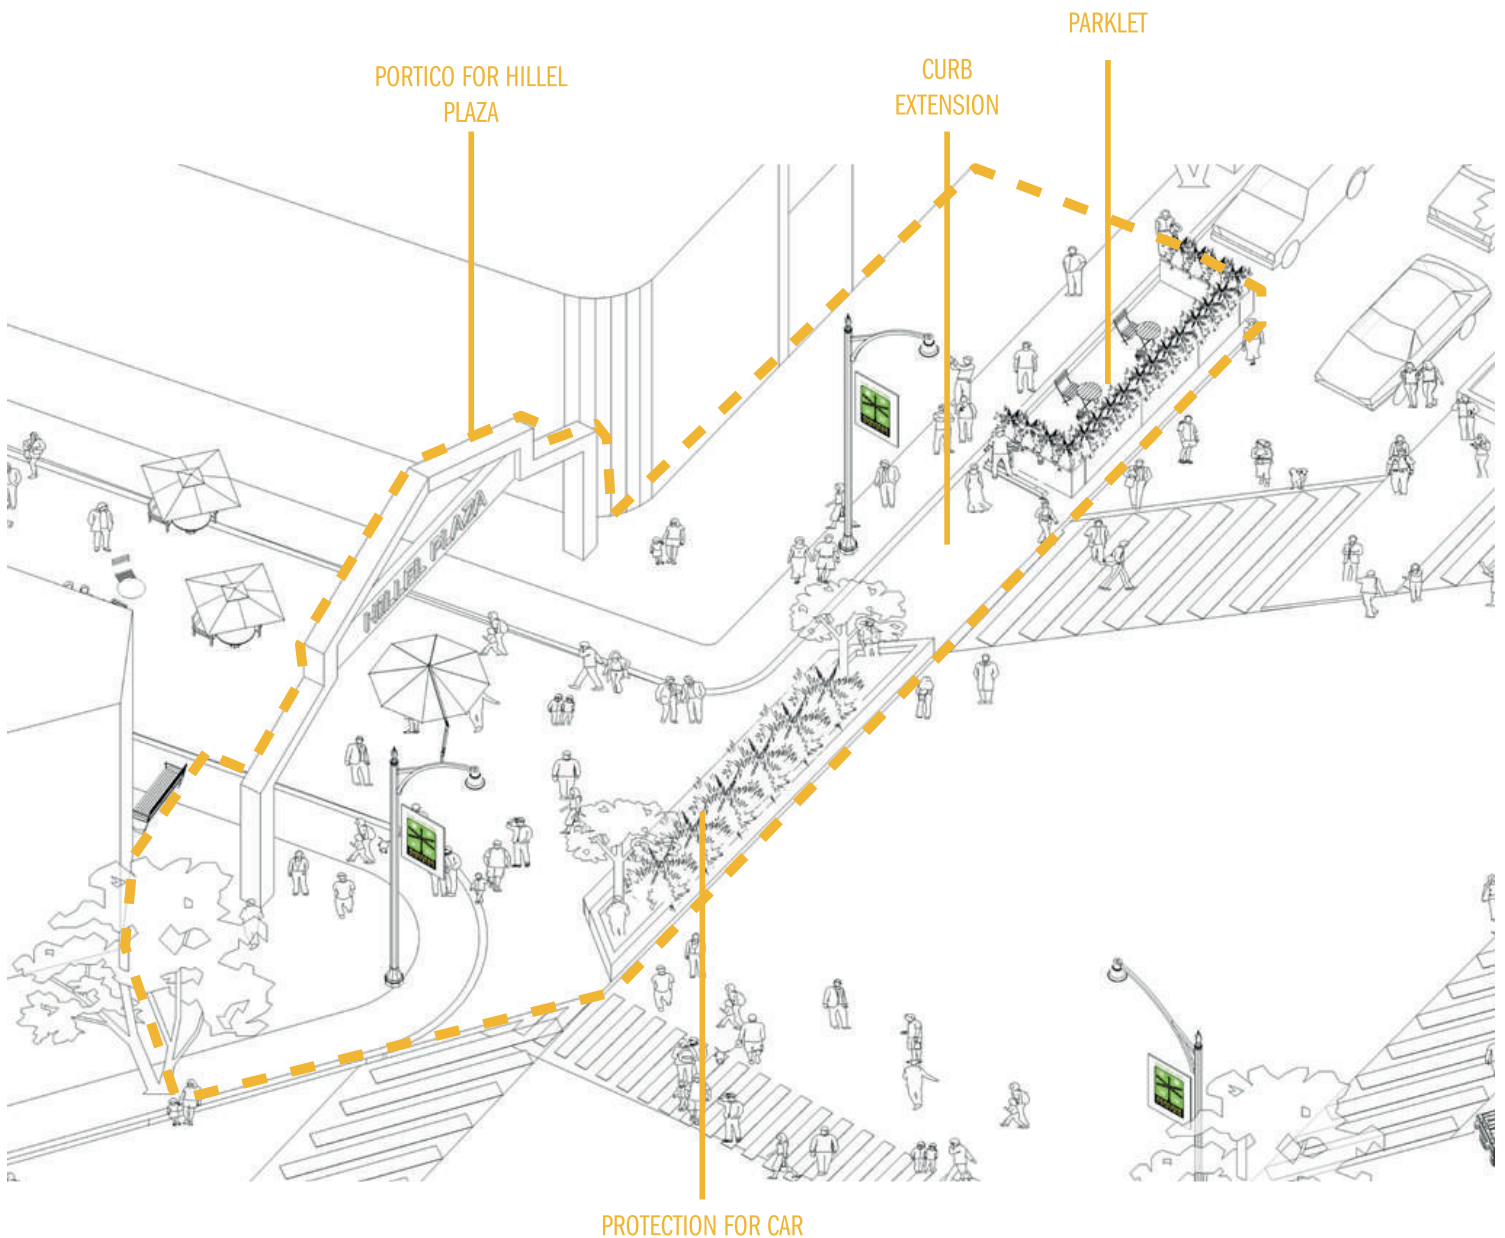 PARKLET
PORTICO FOR HILLEL
PLAZA
CURB
EXTENSION
HILLEL PLAZA
PROTECTION FOR CAR